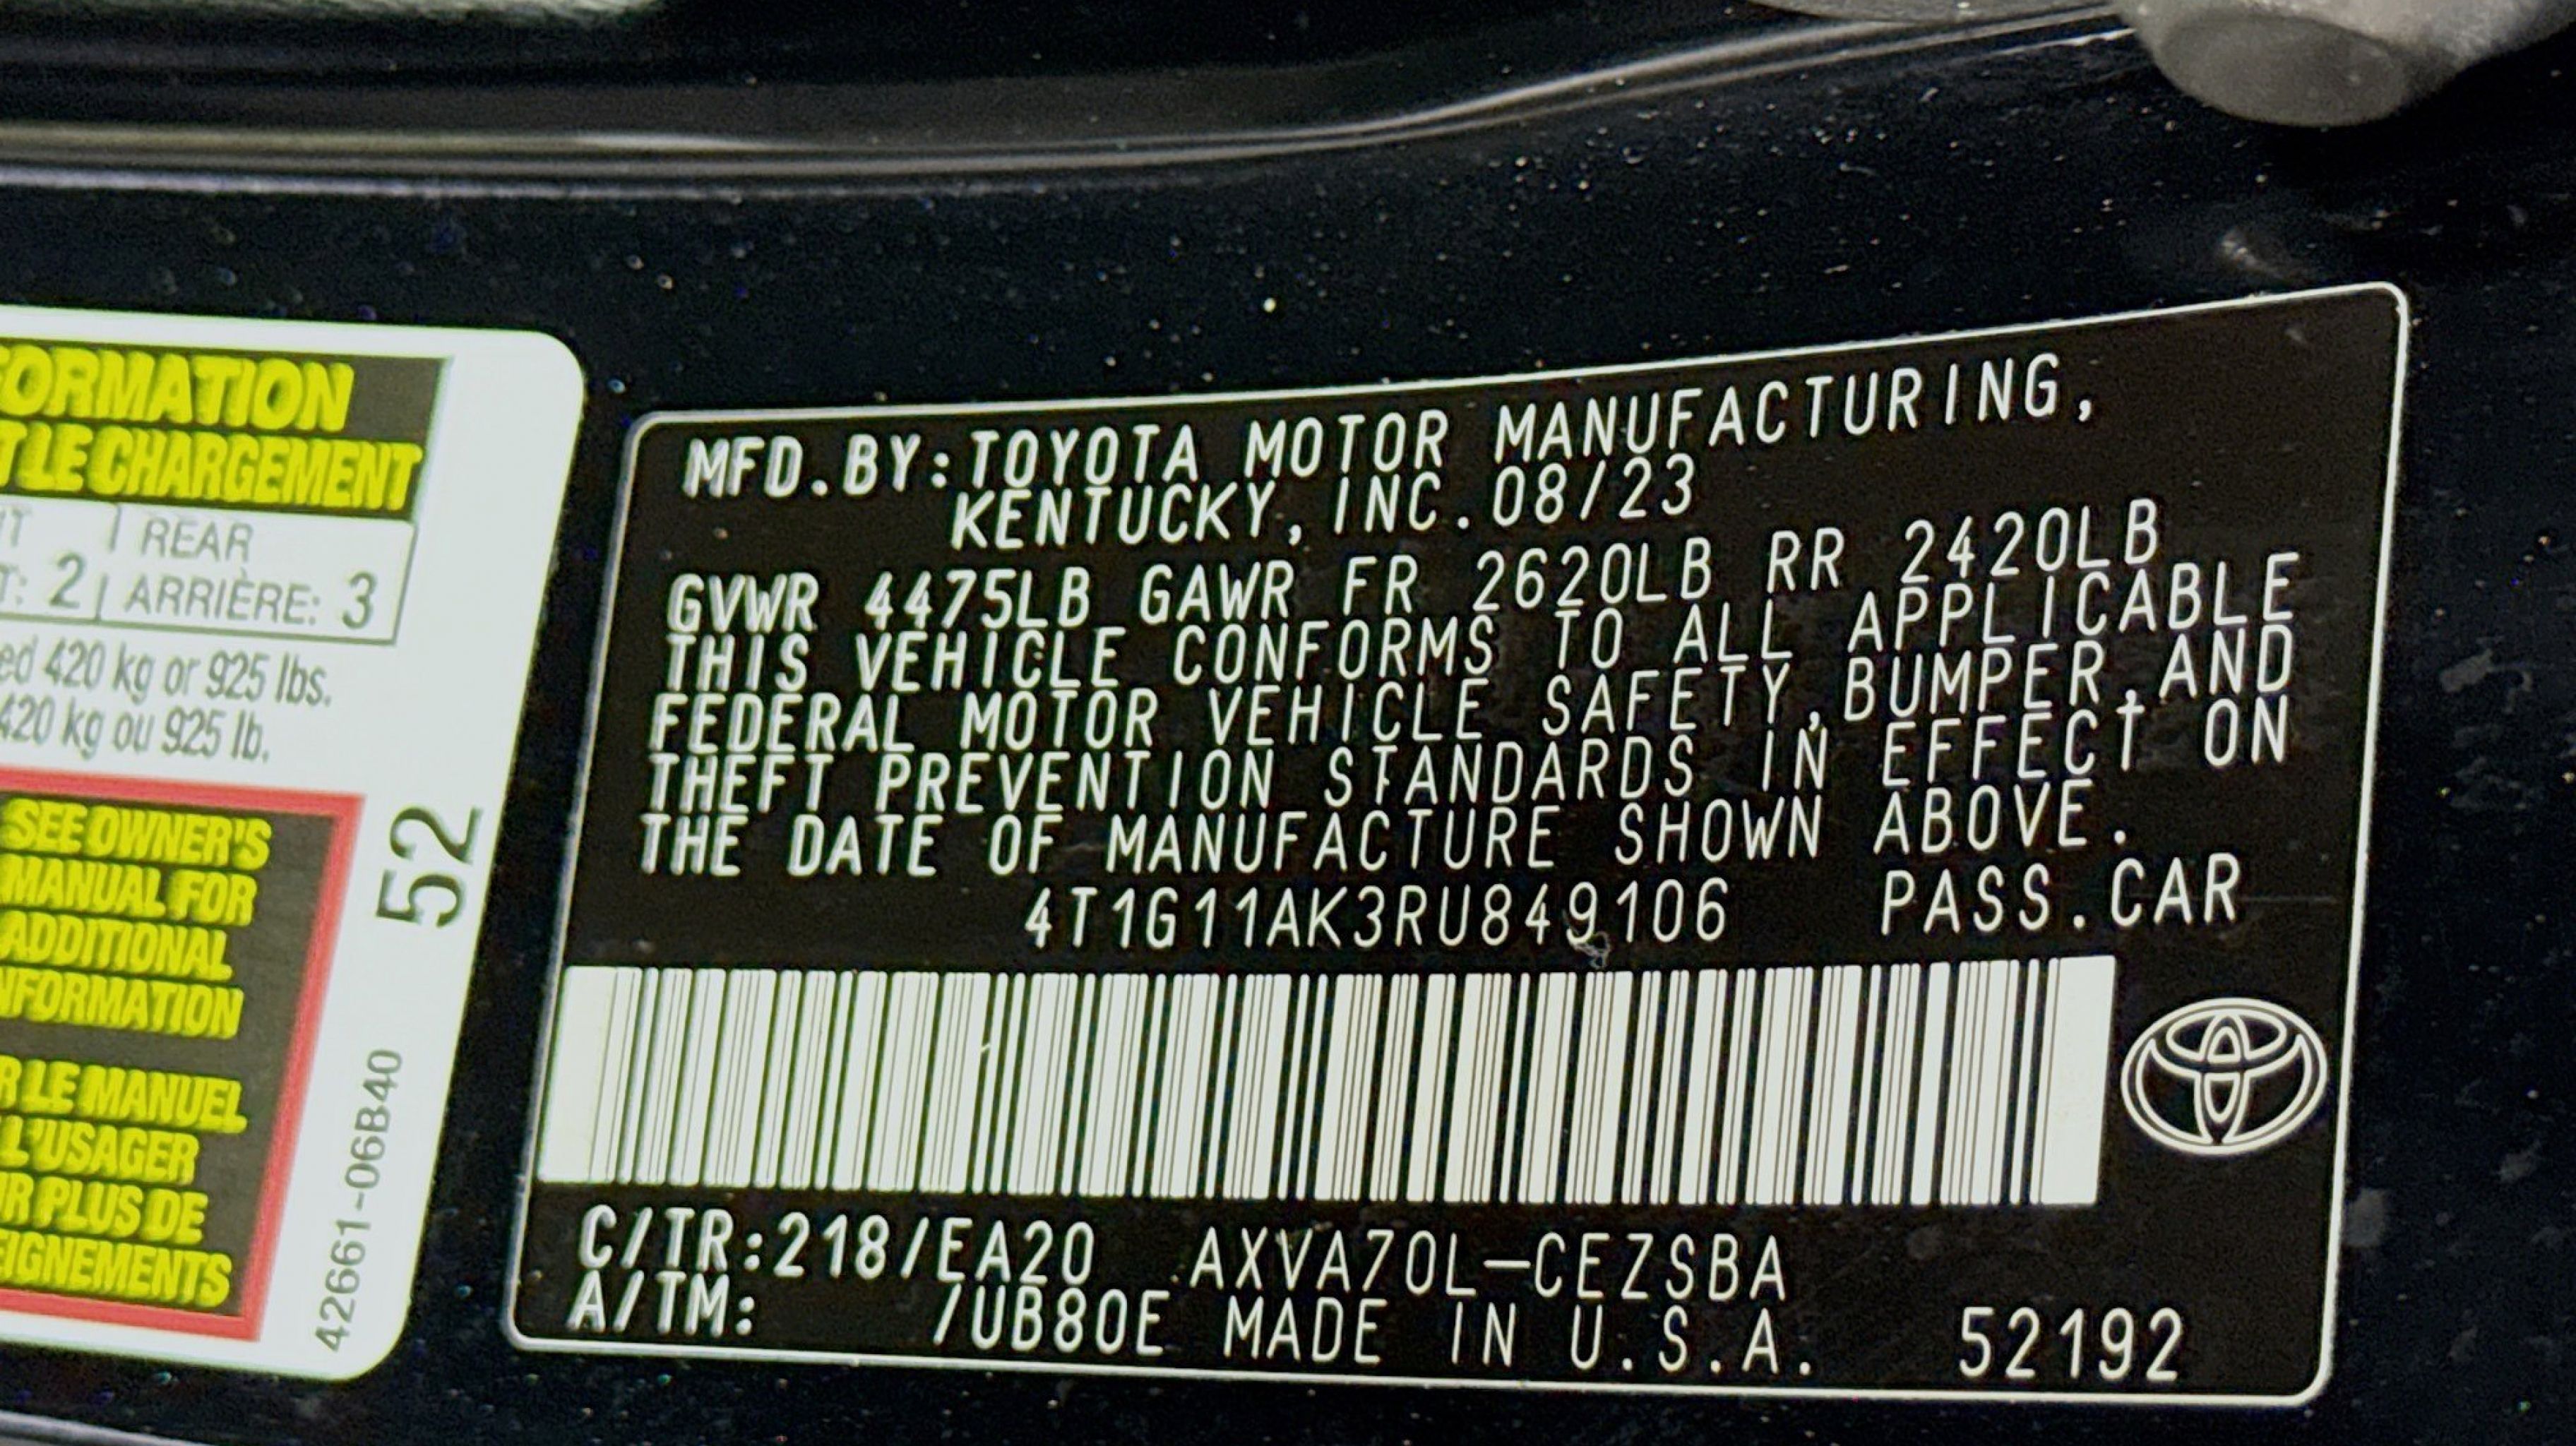 FORMATION
T LE CHARGEMENT
REAR
T: 2 ARRIÈRE: 3
ed 420 kg or 925 lbs.
420 kg ou 925 lb.
SEE OWNER'S
MANUAL FOR
ADDITIONAL
NFORMATION
R LE MANUEL
L'USAGER
IR PLUS DE
EIGNEMENTS
52
42661-06B40
MFD.BY:TOYOTA MOTOR MANUFACTURING,
KENTUCKY, INC.08/23
GVWR 4475LB GAWR FR 2620LB RR 2420LB
THIS VEHICLE CONFORMS TO ALL APPLICABLE
FEDERAL MOTOR VEHICLE SAFETY,BUMPER,AND
THEFT PREVENTION STANDARDS IN EFFECT ON
THE DATE OF MANUFACTURE SHOWN ABOVE.
4T1G11AK3RU849106 PASS.CAR
C/TR:218/EA20 AXVA70L-CEZSBA
A/TM: /UB80E MADE IN U.S.A. 52192